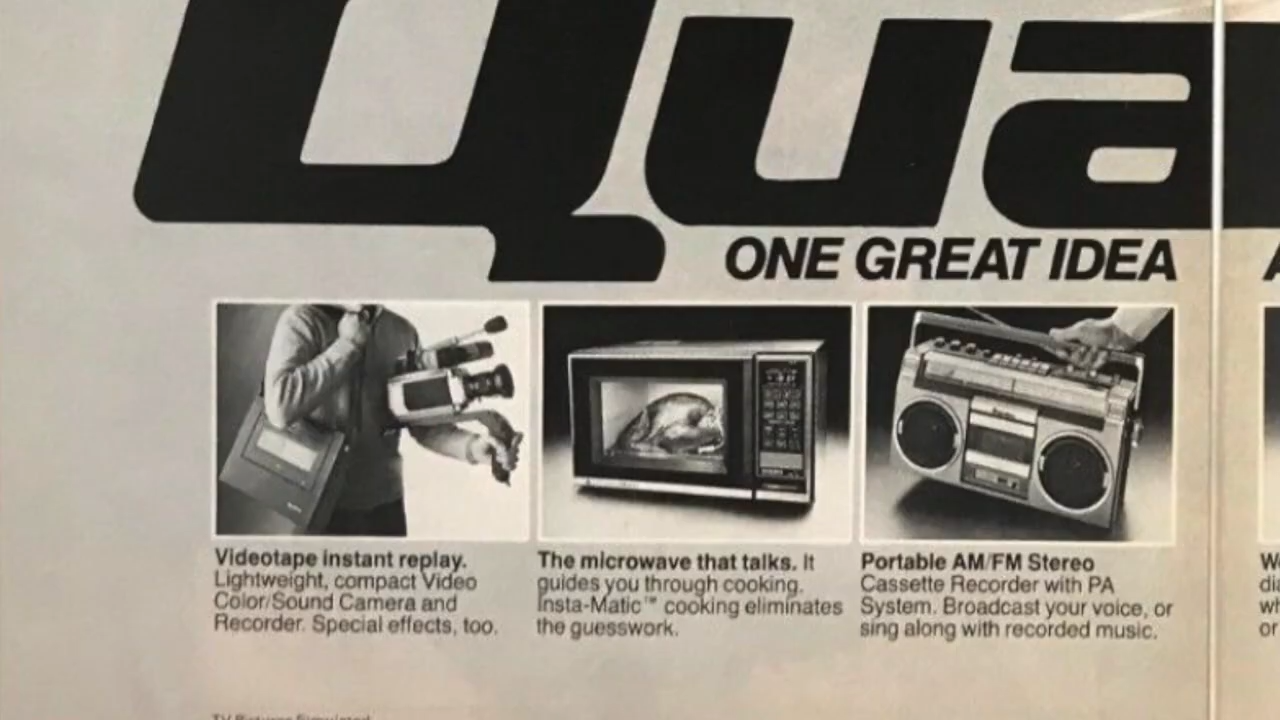 Qua
ONE GREAT IDEA
Videotape instant replay.
Lightweight, compact Video
Color/Sound Camera and
Recorder. Special effects, too.
The microwave that talks. It
guides you through cooking.
Insta-Matic™ cooking eliminates
the guesswork.
Portable AM/FM Stereo
Cassette Recorder with PA
System. Broadcast your voice, or
sing along with recorded music.